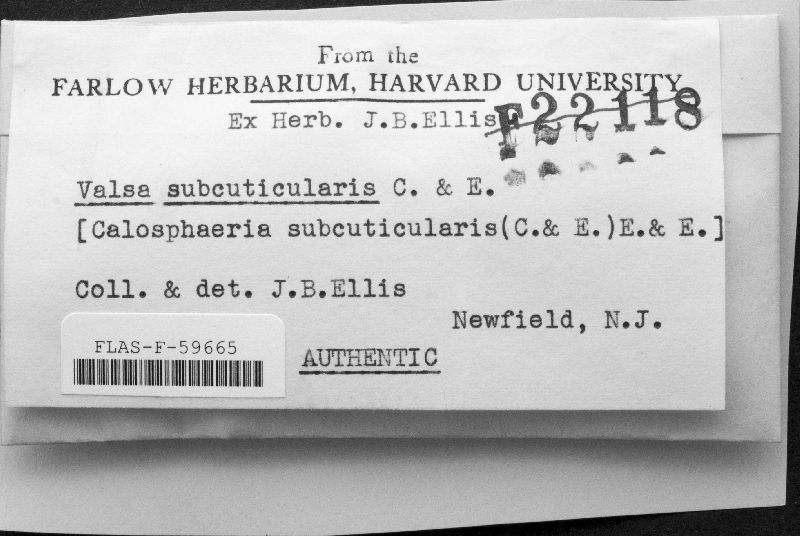 From the
FARLOW HERBARIUM, HARVARD UNIVERSITY
Ex Herb. J.B.Ellis
F22118
Valsa subcuticularis C. & E.
[Calosphaeria subcuticularis(C.& E.)E.& E.]
Coll. & det. J.B.Ellis
Newfield, N.J.
FLAS-F-59665
AUTHENTIC